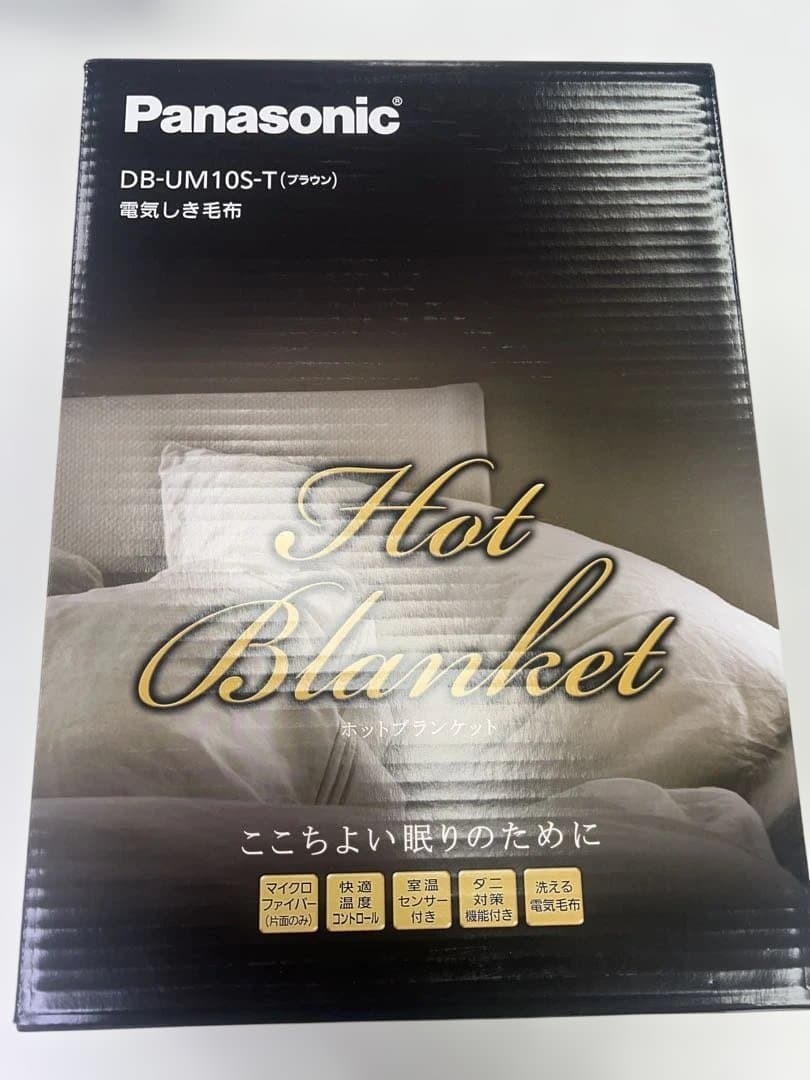 Panasonic®
DB-UM10S-T(ブラウン)
電気しき毛布
Hot
Blanket
ホットブランケット
ここちよい眠りのために
マイクロ
ファイバー
(片面のみ)
快適
温度
コントロール
室温
センサー
付き
ダニ
対策
機能付き
洗える
電気毛布